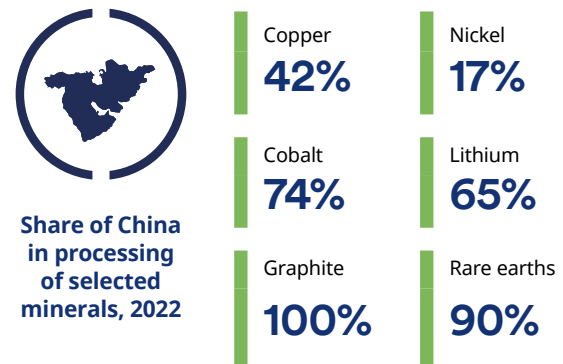 Share of China
in processing
of selected
minerals, 2022
Copper
42%
Nickel
17%
Cobalt
74%
Lithium
65%
Graphite
100%
Rare earths
90%